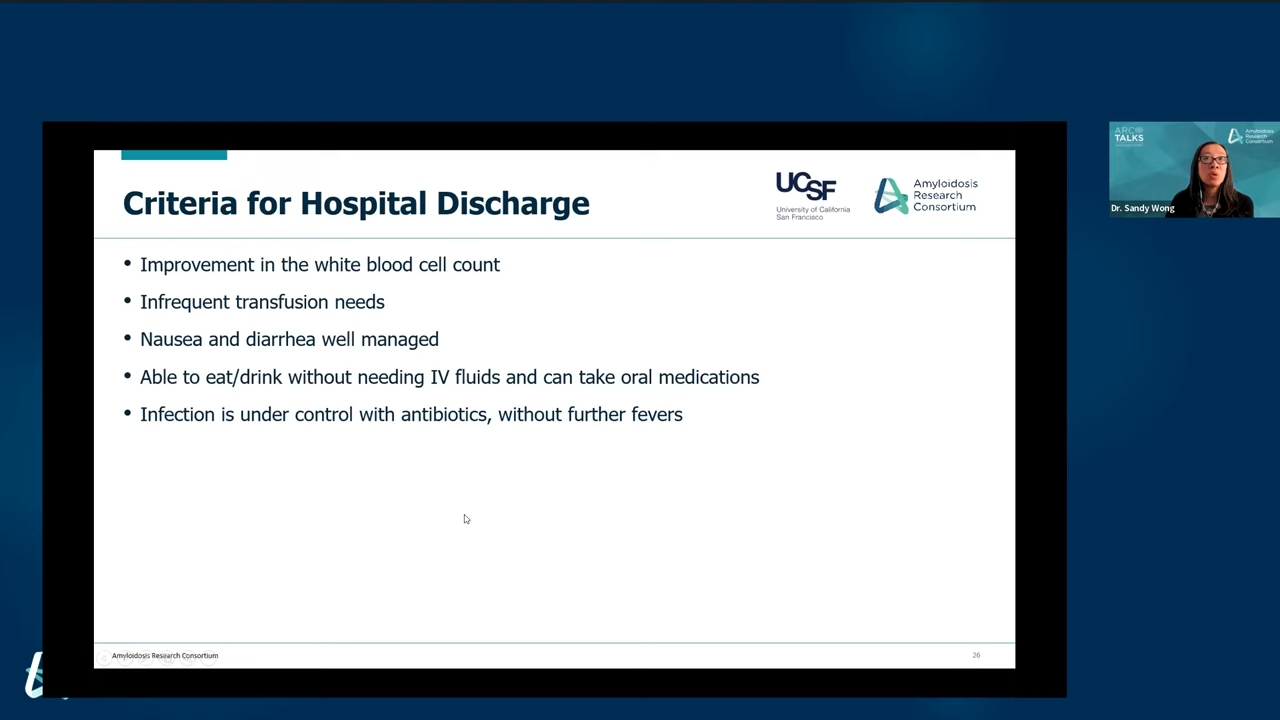 Criteria for Hospital Discharge
UCSF
University of California
San Francisco
Amyloidosis
Research
Consortium
• Improvement in the white blood cell count
• Infrequent transfusion needs
• Nausea and diarrhea well managed
• Able to eat/drink without needing IV fluids and can take oral medications
• Infection is under control with antibiotics, without further fevers
Amyloidosis Research Consortium
26
ARC
TALKS
Amyloidosis
Research
Consortium
Dr. Sandy Wong